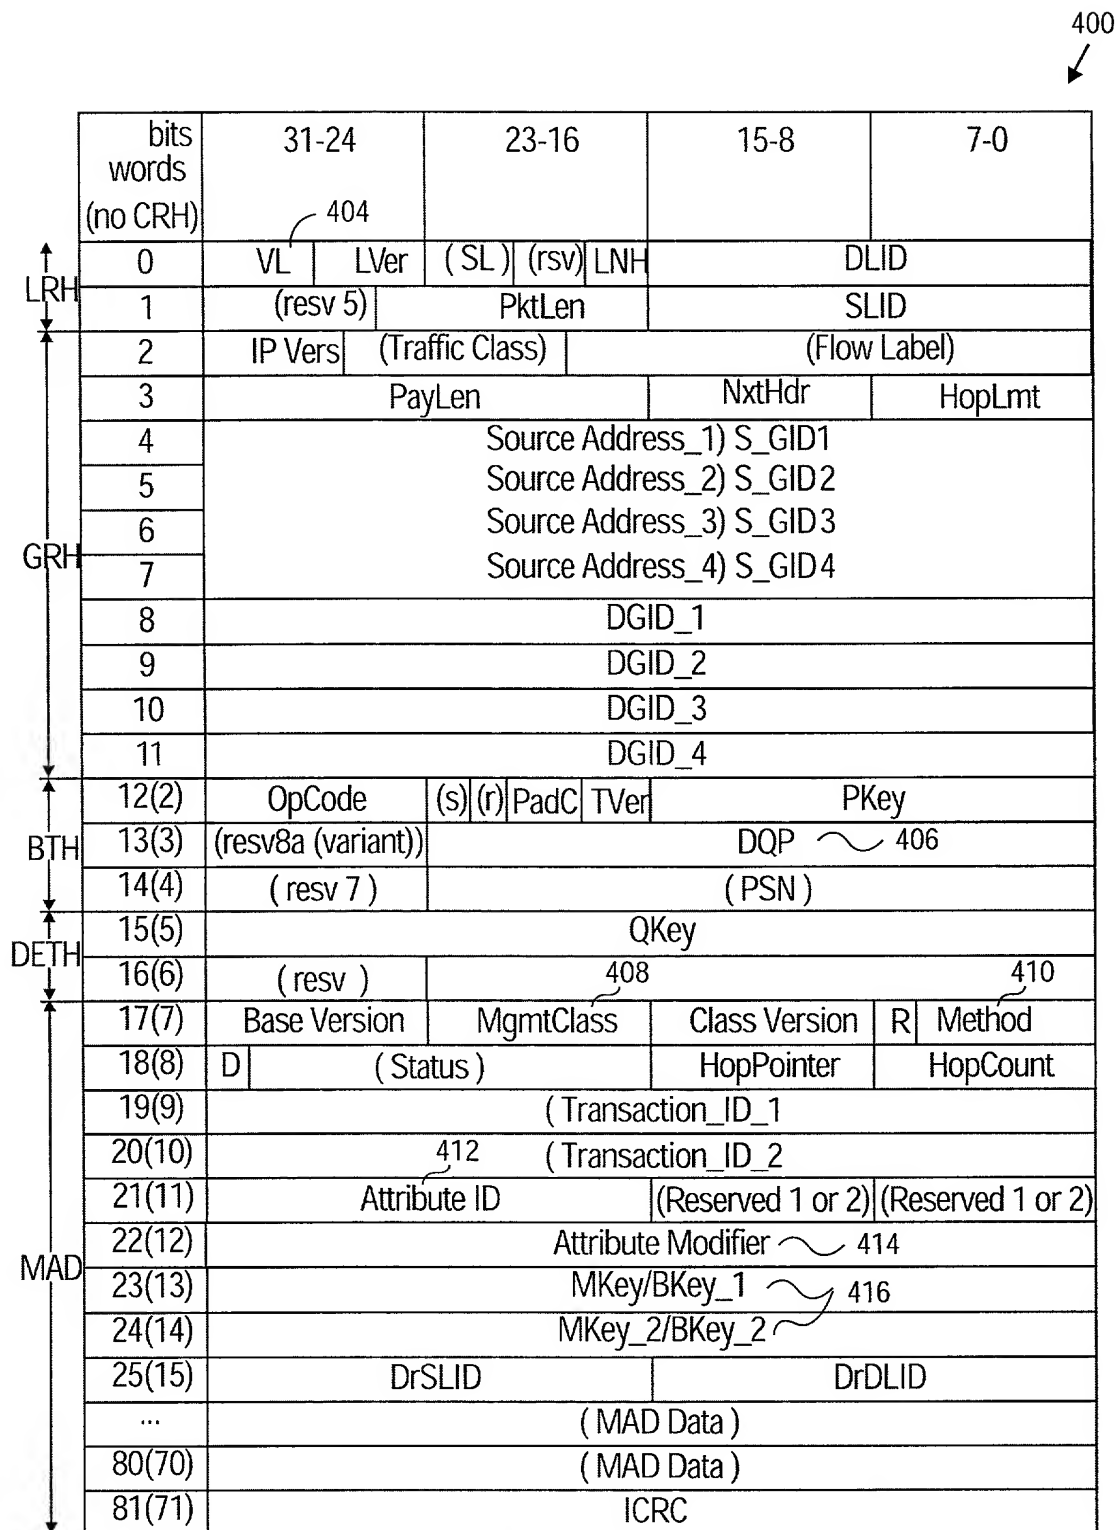 400
bits words (no CRH) 31-24 23-16 15-8 7-0
404
LRH
0 VL LVer (SL) (rsv) LNH DLID
1 (resv 5) PktLen SLID
GRH
2 IP Vers (Traffic Class) (Flow Label)
3 PayLen NxtHdr HopLmt
4 Source Address_1) S_GID1
5 Source Address_2) S_GID2
6 Source Address_3) S_GID3
7 Source Address_4) S_GID4
8 DGID_1
9 DGID_2
10 DGID_3
11 DGID_4
BTH
12(2) OpCode (s) (r) PadC TVer PKey
13(3) (resv8a (variant)) DQP 406
14(4) (resv 7) (PSN)
DETH
15(5) QKey
16(6) (resv) 408 410
MAD
17(7) Base Version MgmtClass Class Version R Method
18(8) D (Status) HopPointer HopCount
19(9) (Transaction_ID_1
20(10) 412 (Transaction_ID_2
21(11) Attribute ID (Reserved 1 or 2) (Reserved 1 or 2)
22(12) Attribute Modifier 414
23(13) MKey/BKey_1 416
24(14) MKey_2/BKey_2
25(15) DrSLID DrDLID
... (MAD Data)
80(70) (MAD Data)
81(71) ICRC